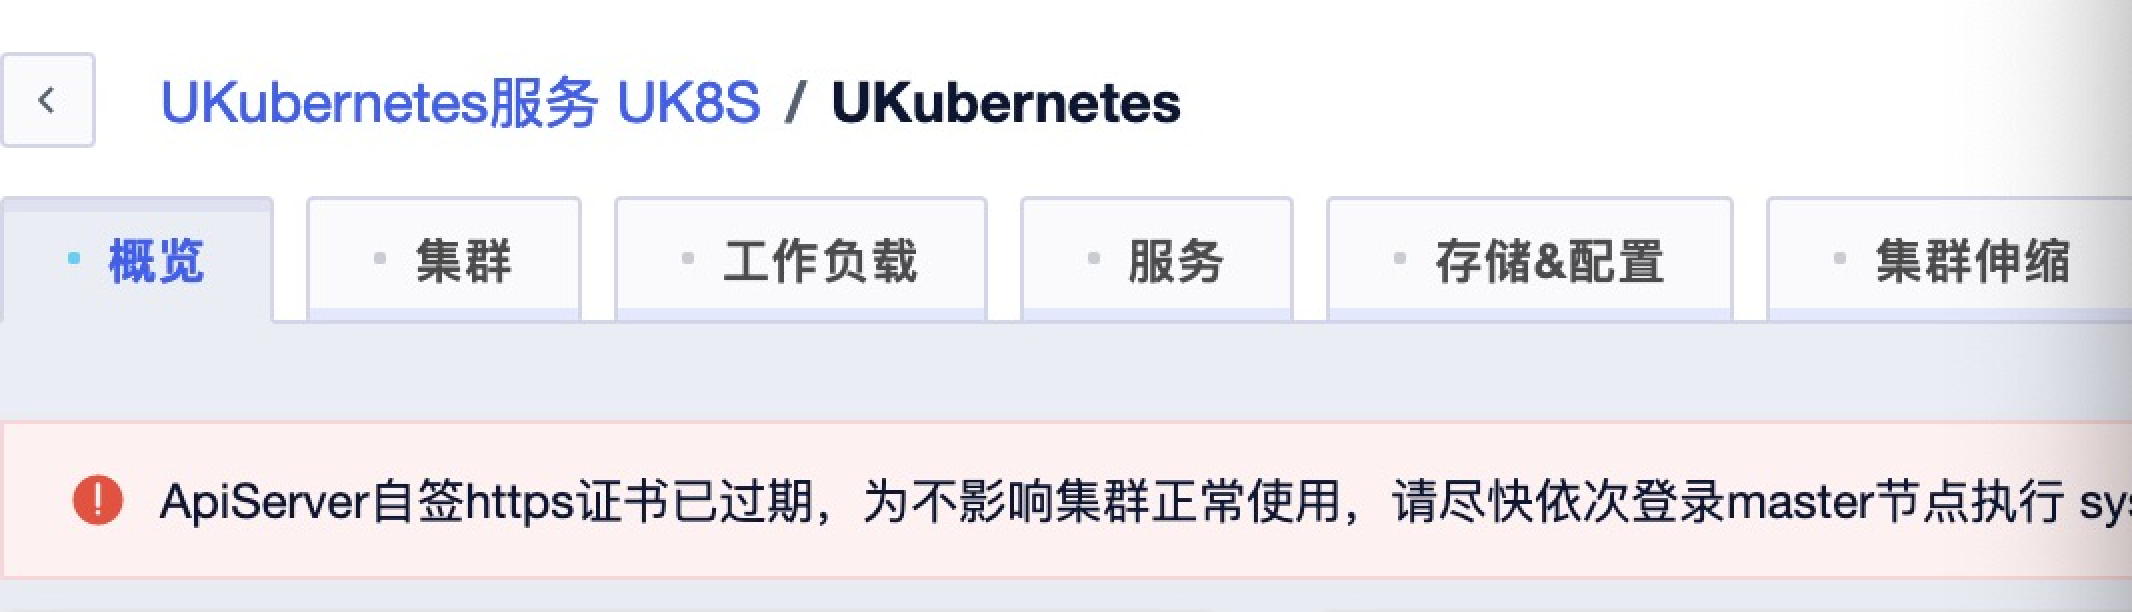 UKubernetes服务 UK8S / UKubernetes
概览 集群 工作负载 服务 存储&配置 集群伸缩
ApiServer自签https证书已过期，为不影响集群正常使用，请尽快依次登录master节点执行 sys